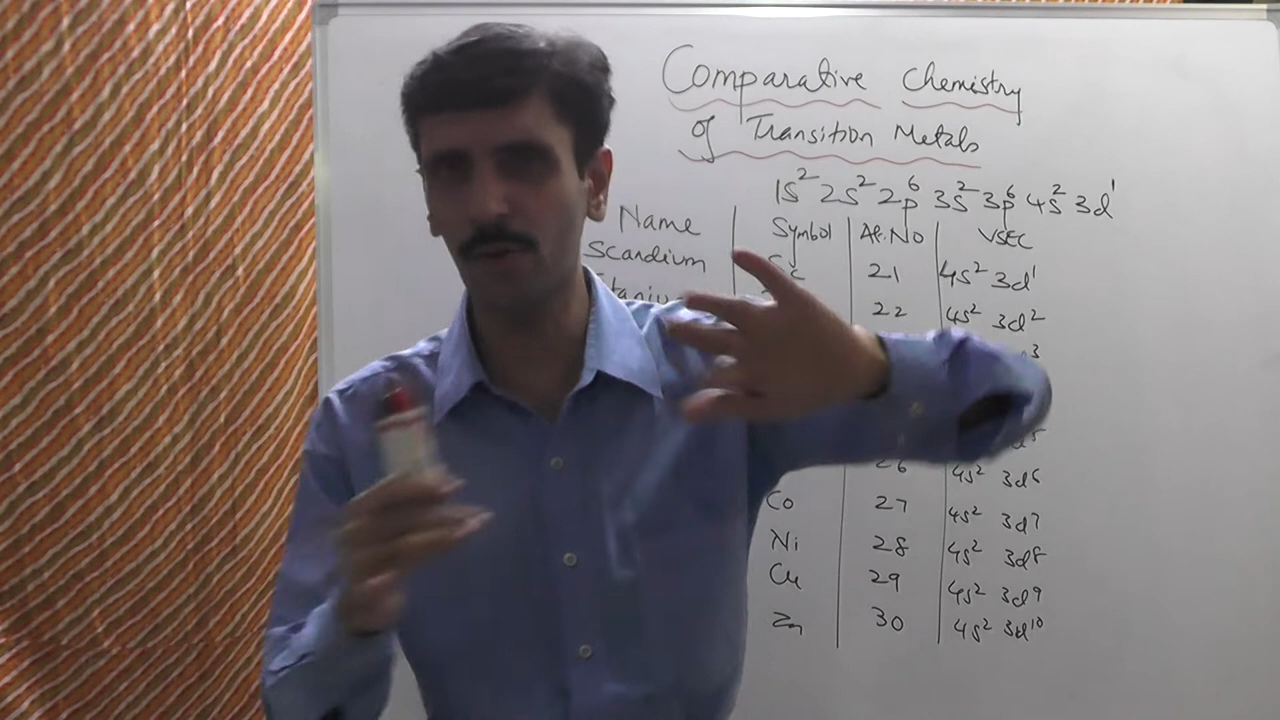 Comparative Chemistry
of Transition Metals
1s² 2s² 2p⁶ 3s² 3p⁶ 4s² 3d¹
Name Symbol At.No VSEC
Scandium 21 4s² 3d¹
22 4s² 3d²
3
26 4s² 3d6
Co 27 4s² 3d7
Ni 28 4s² 3d8
Cu 29 4s² 3d9
Zn 30 4s² 3d¹⁰